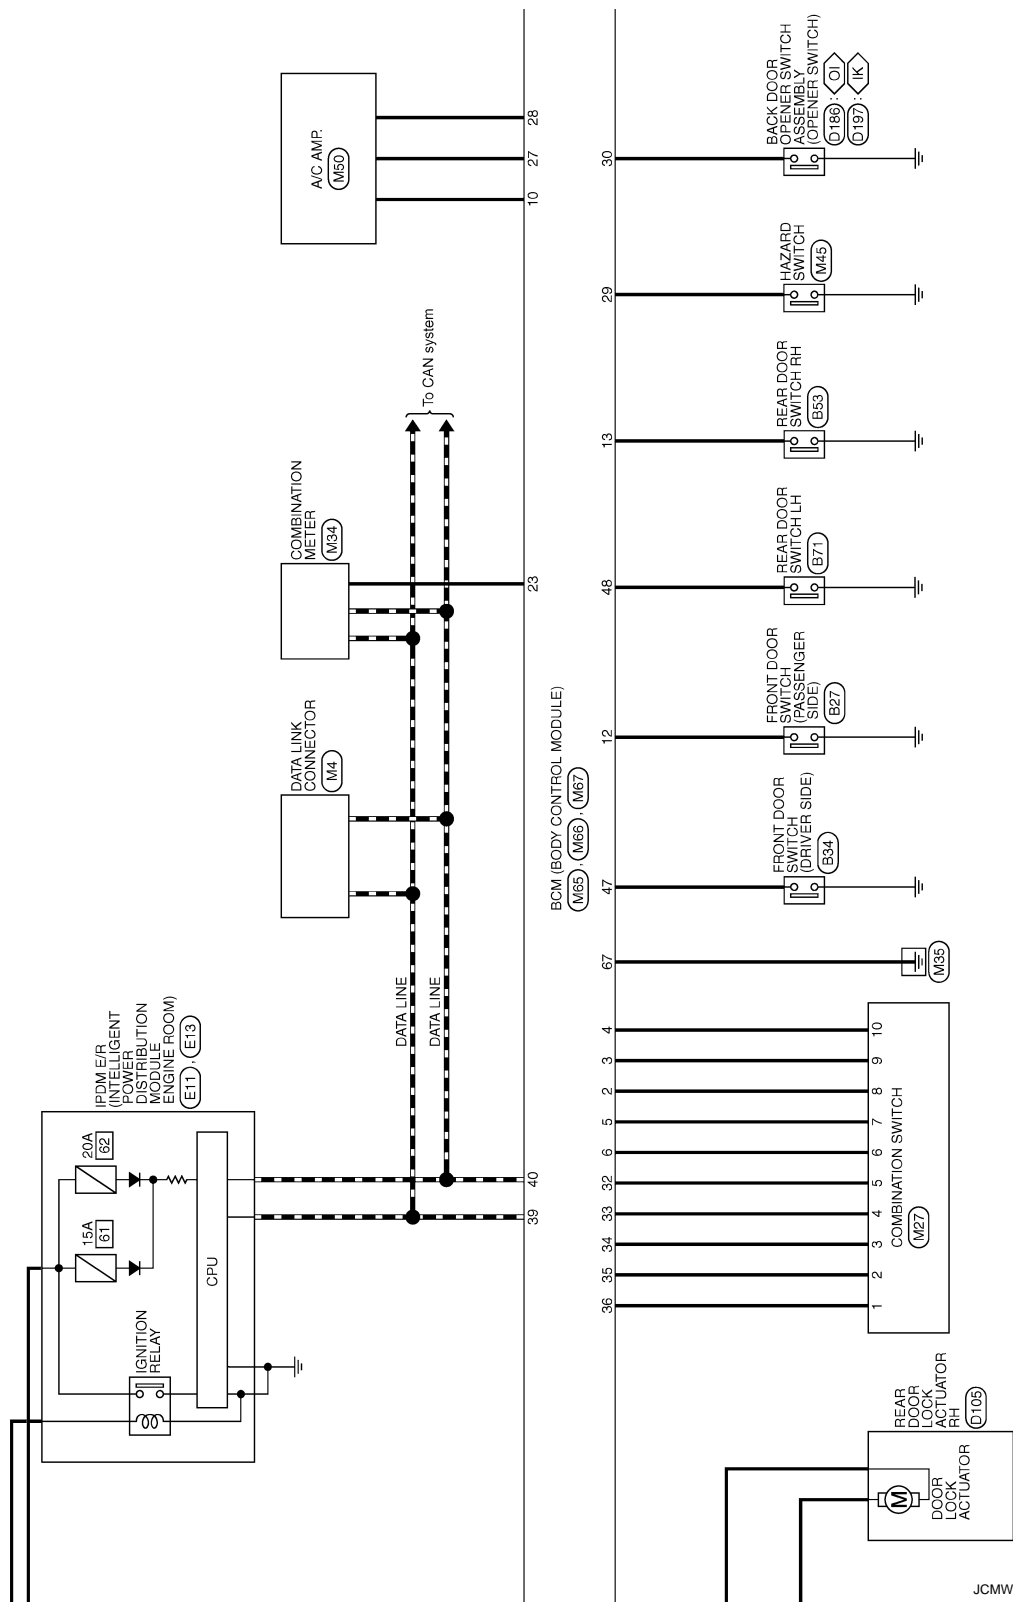 A/C AMP.
M50
28
27
10
To CAN system
COMBINATION
METER
M34
23
DATA LINK
CONNECTOR
M4
DATA LINE
DATA LINE
IPDM E/R
(INTELLIGENT
POWER
DISTRIBUTION
MODULE
ENGINE ROOM)
E11 , E13
20A
62
15A
61
CPU
IGNITION
RELAY
40
39
BCM (BODY CONTROL MODULE)
M65 , M66 , M67
30
BACK DOOR
OPENER SWITCH
ASSEMBLY
(OPENER SWITCH)
D186 : OI
D197 : IK
29
HAZARD
SWITCH
M45
13
REAR DOOR
SWITCH RH
B53
48
REAR DOOR
SWITCH LH
B71
12
FRONT DOOR
SWITCH
(PASSENGER
SIDE)
B27
47
FRONT DOOR
SWITCH
(DRIVER SIDE)
B34
67
M35
4 10
3 9
2 8
5 7
6 6
32 5
33 4
34 3
35 2
36 1
COMBINATION SWITCH
M27
REAR
DOOR
LOCK
ACTUATOR
RH
D105
M
DOOR
LOCK
ACTUATOR
JCMW